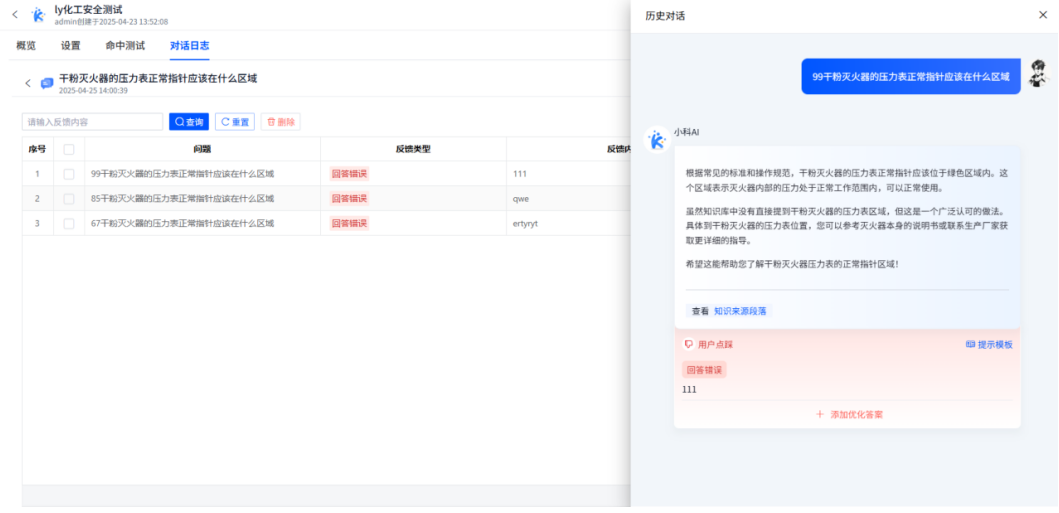 ly化工安全测试
admin创建于2025-04-23 13:52:08
概览 设置 命中测试 对话日志
干粉灭火器的压力表正常指针应该在什么区域
2025-04-25 14:00:39
请输入反馈内容 查询 重置 删除
序号 问题 反馈类型 反馈内
1 99干粉灭火器的压力表正常指针应该在什么区域 回答错误 111
2 85干粉灭火器的压力表正常指针应该在什么区域 回答错误 qwe
3 67干粉灭火器的压力表正常指针应该在什么区域 回答错误 ertyryt
历史对话
99干粉灭火器的压力表正常指针应该在什么区域
小科AI
根据常见的标准和操作规范，干粉灭火器的压力表正常指针应该位于绿色区域内。这
个区域表示灭火器内部的压力处于正常工作范围内，可以正常使用。
虽然知识库中没有直接提到干粉灭火器的压力表区域，但这是一个广泛认可的做法。
具体到干粉灭火器的压力表位置，您可以参考灭火器本身的说明书或联系生产厂家获
取更详细的指导。
希望这能帮助您了解干粉灭火器压力表的正常指针区域！
查看 知识来源段落
用户点踩 提示模板
回答错误
111
+ 添加优化答案